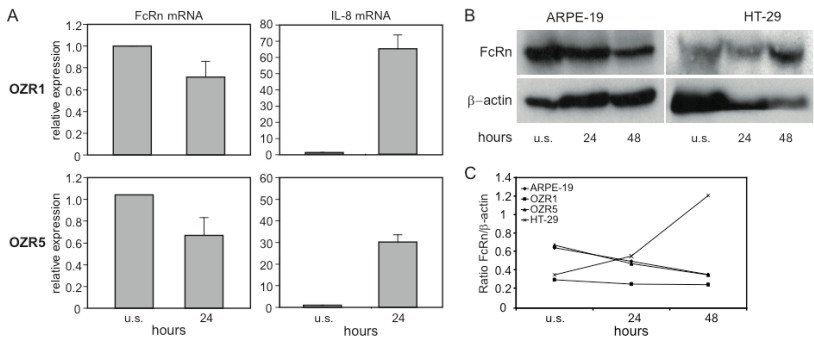 A
FcRn mRNA
IL-8 mRNA
OZR1
relative expression
1.2
1.0
0.8
0.6
0.4
0.2
0
80
70
60
50
40
30
20
10
0
OZR5
relative expression
1.2
1.0
0.8
0.6
0.4
0.2
0
60
50
40
30
20
10
0
u.s. 24
hours
u.s. 24
hours
B
ARPE-19 HT-29
FcRn
β-actin
hours u.s. 24 48 u.s. 24 48
C
Ratio FcRn/β-actin
1.4
1.2
1
0.8
0.6
0.4
0.2
0
ARPE-19
OZR1
OZR5
HT-29
u.s. 24 48
hours